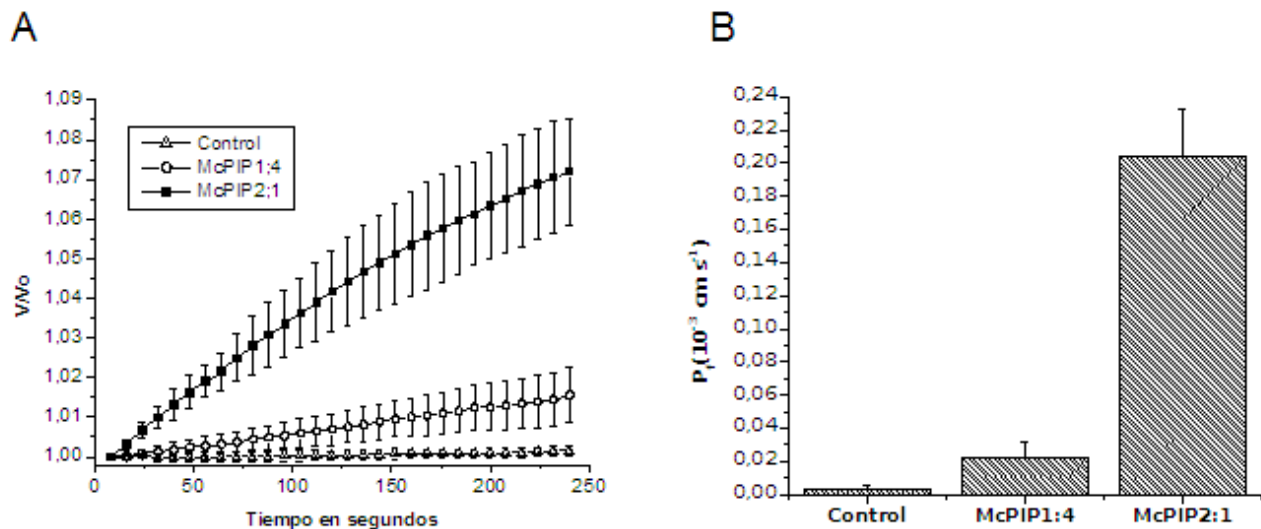 A
B
1,09
1,08
1,07
1,06
1,05
1,04
1,03
1,02
1,01
1,00
V/Vo
Control
McPIP1;4
McPIP2;1
0
50
100
150
200
250
Tiempo en segundos
0,24
0,22
0,20
0,18
0,16
0,14
0,12
0,10
0,08
0,06
0,04
0,02
0,00
Pf(10⁻³ cm s⁻¹)
Control
McPIP1:4
McPIP2:1